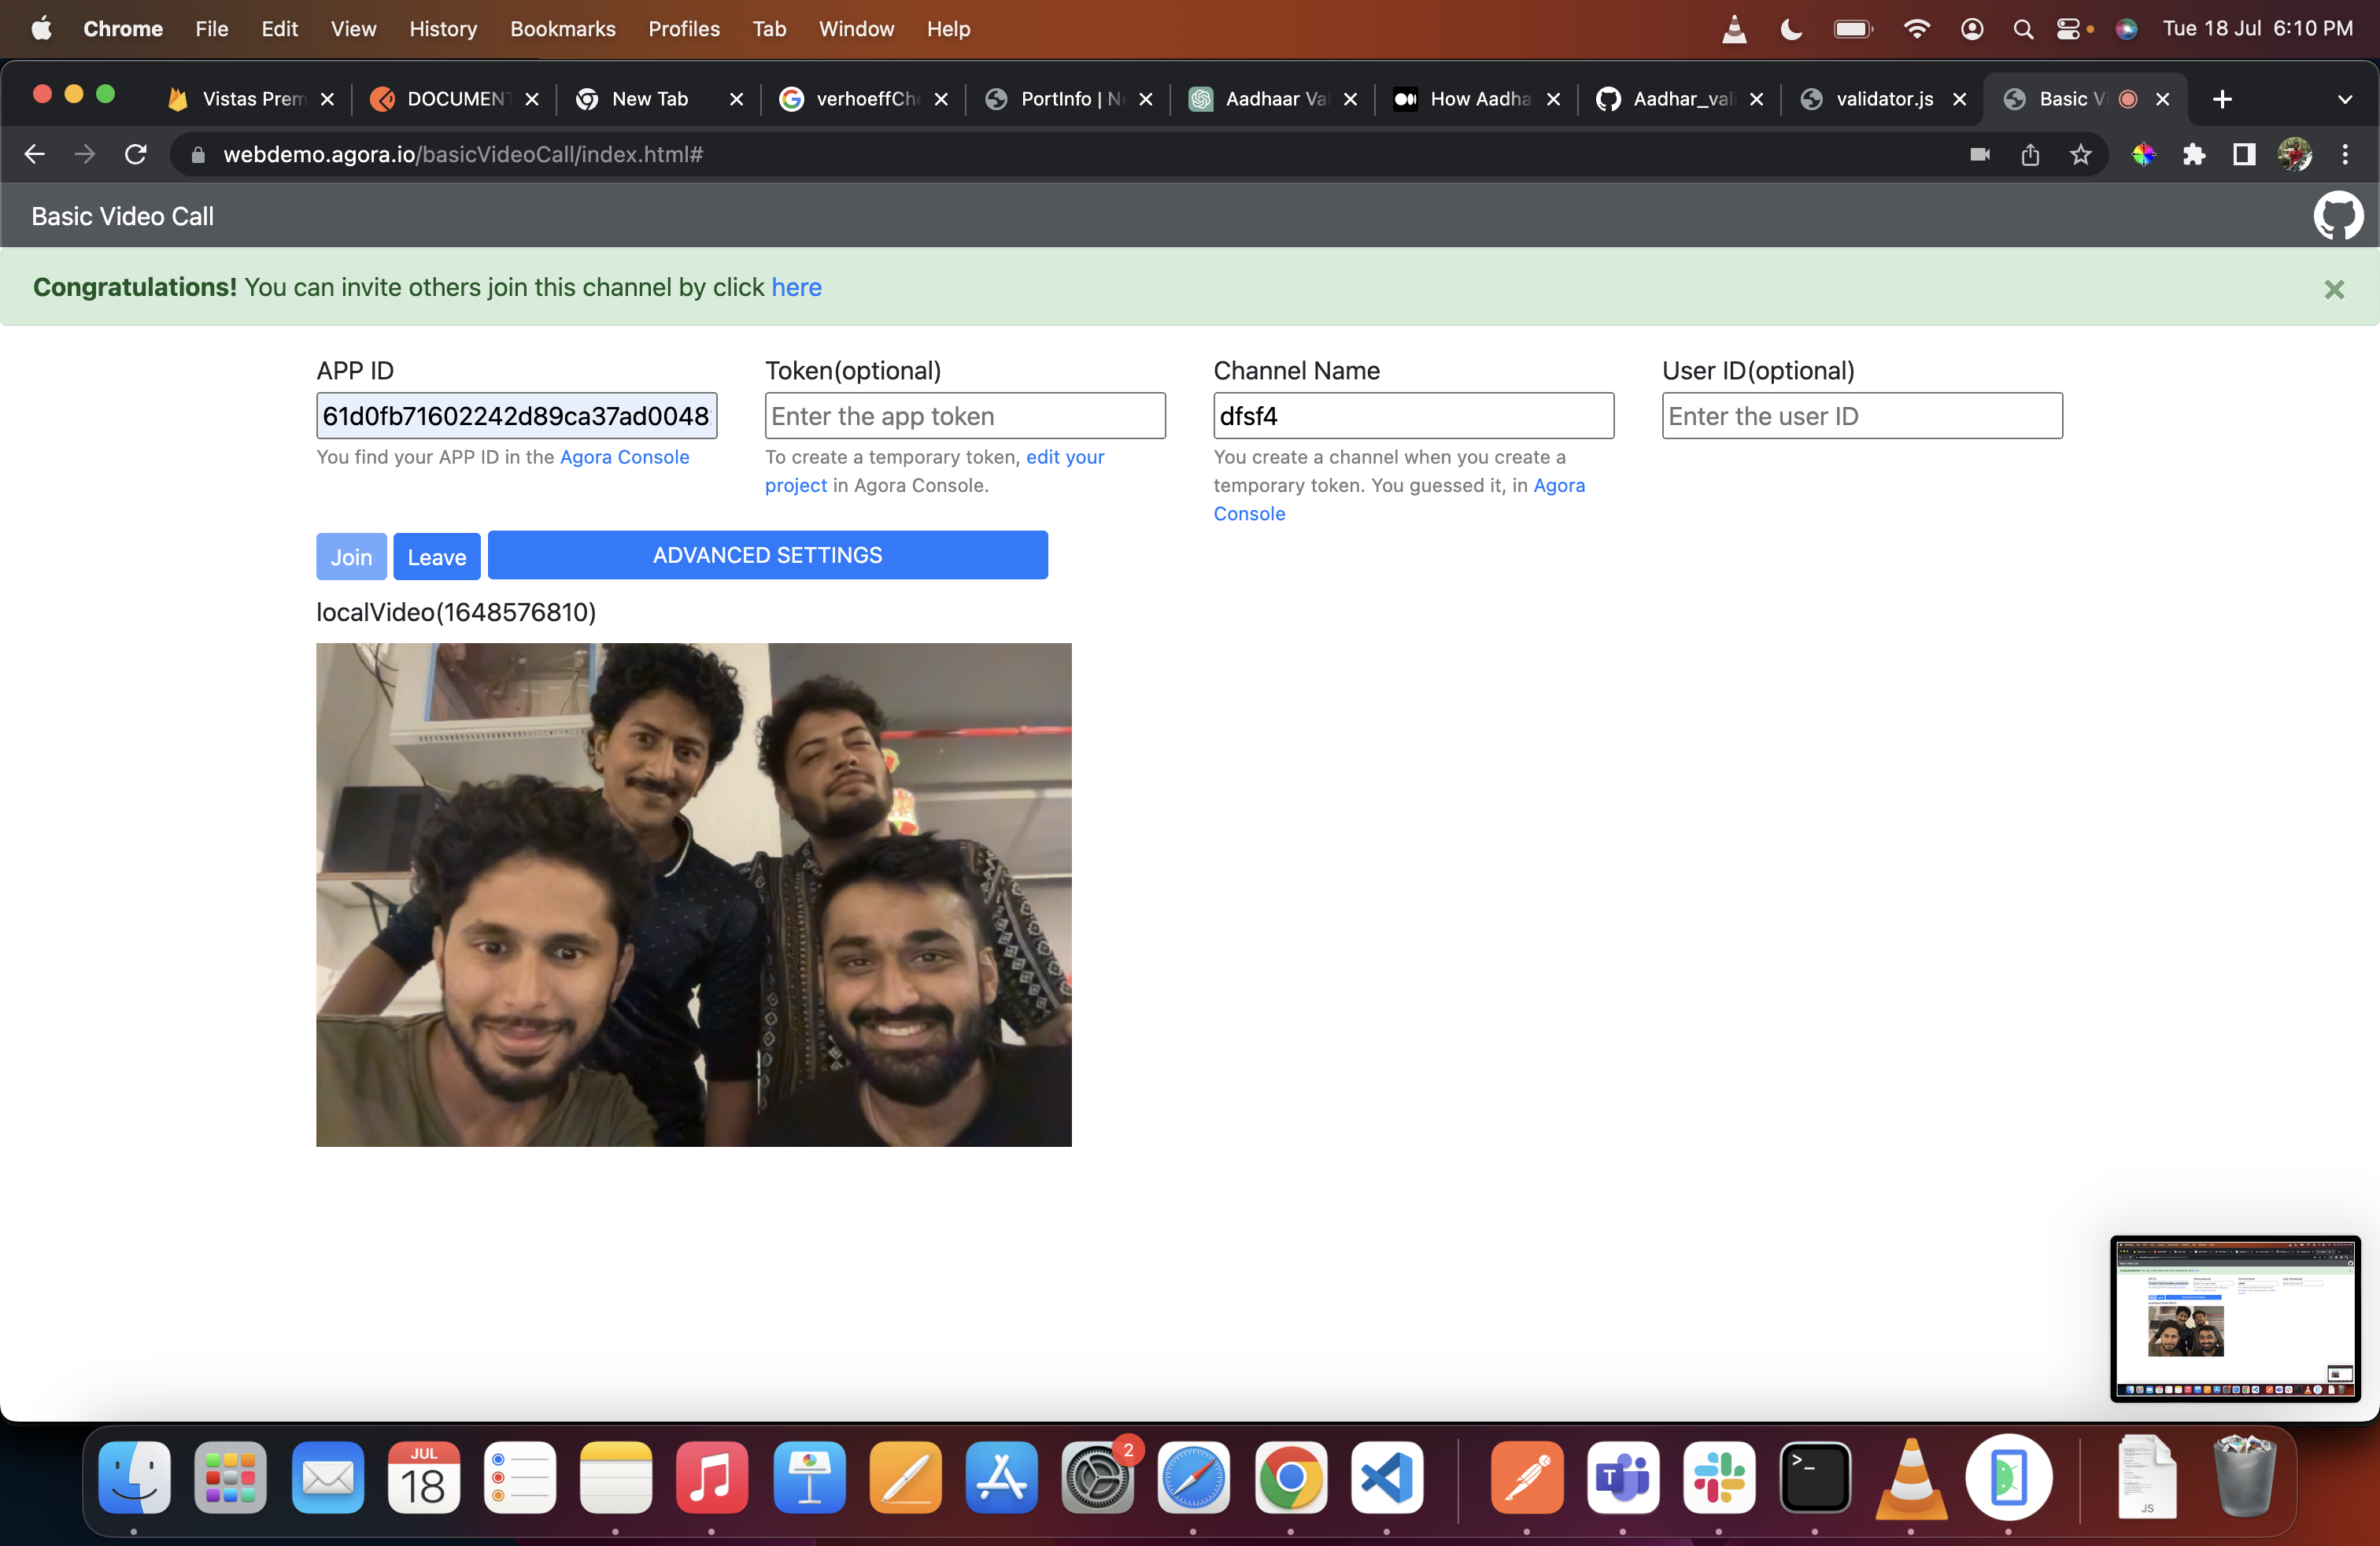 Chrome File Edit View History Bookmarks Profiles Tab Window Help Tue 18 Jul 6:10 PM
Vistas Prem DOCUMENT New Tab verhoeffChe PortInfo | N Aadhaar Val How Aadha Aadhar_vali validator.js Basic Vi
webdemo.agora.io/basicVideoCall/index.html#
Basic Video Call
Congratulations! You can invite others join this channel by click here
APP ID Token(optional) Channel Name User ID(optional)
61d0fb71602242d89ca37ad0048 Enter the app token dfsf4 Enter the user ID
You find your APP ID in the Agora Console To create a temporary token, edit your You create a channel when you create a
project in Agora Console. temporary token. You guessed it, in Agora
Console
Join Leave ADVANCED SETTINGS
localVideo(1648576810)
JUL 2
18 T >_
JS